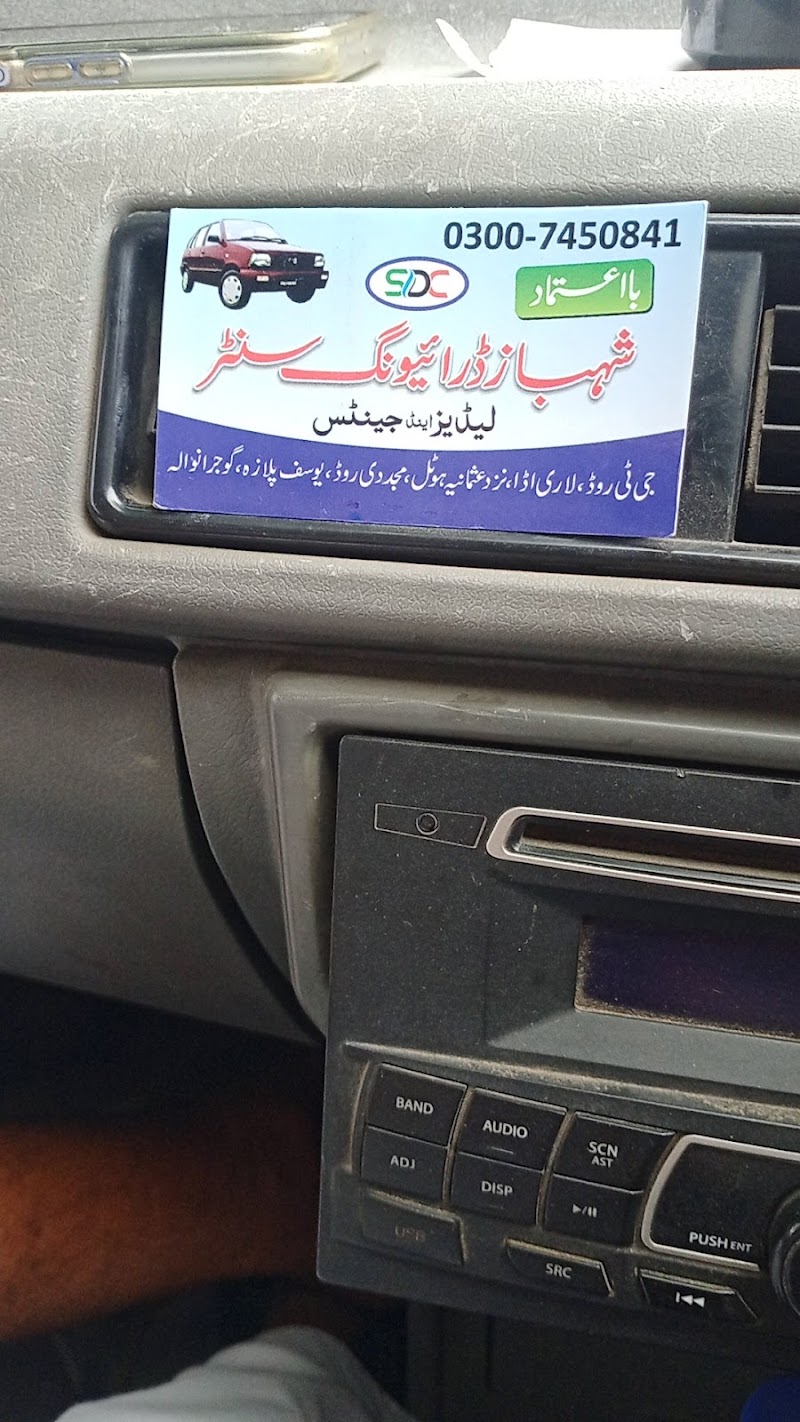 0300-7450841
SDC
بااعتماد
شہباز ڈرائیونگ سنٹر
لیڈیز اینڈ جینٹس
جی ٹی روڈ، لاری اڈا، نزد عثمانیہ ہوٹل، مجددی روڈ، یوسف پلازہ، گوجرانوالہ
BAND
AUDIO
SCN
AST
ADJ
DISP
USB
SRC
PUSH ENT